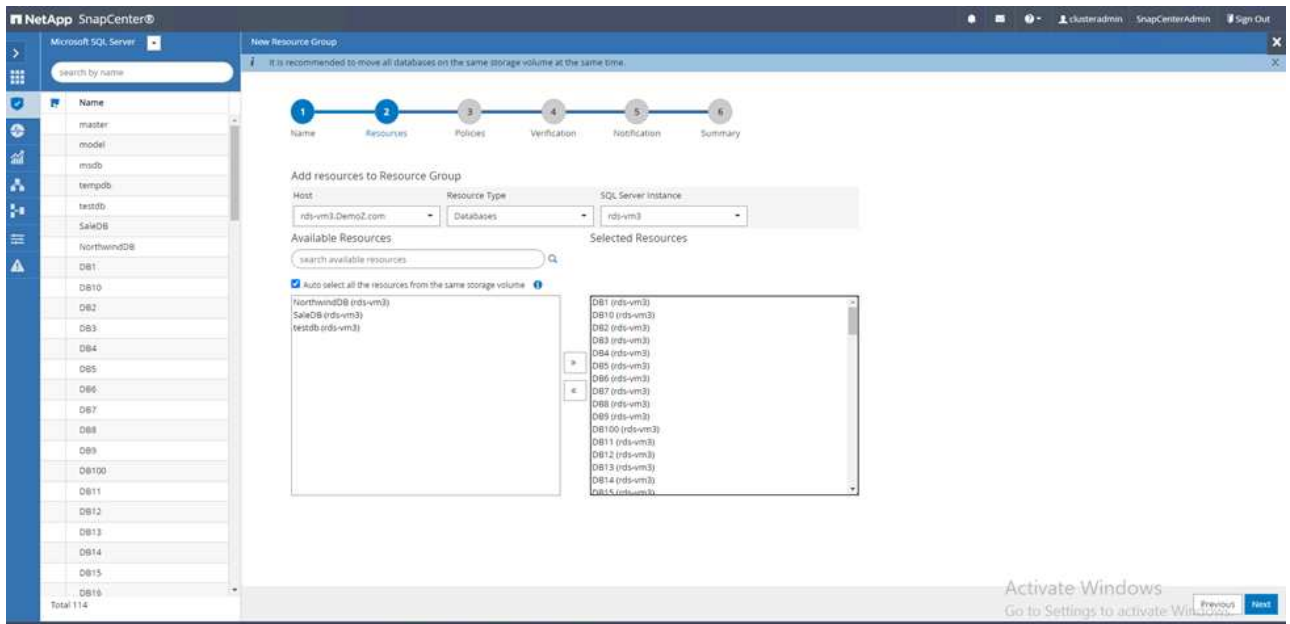 NetApp SnapCenter®
clusteradmin SnapCenterAdmin Sign Out
Microsoft SQL Server
New Resource Group
search by name
It is recommended to move all databases on the same storage volume at the same time.
Name
master
model
msdb
tempdb
testdb
SaleDB
NorthwindDB
DB1
DB10
DB2
DB3
DB4
DB5
DB6
DB7
DB8
DB9
DB100
DB11
DB12
DB13
DB14
DB15
DB16
Total 114
1 2 3 4 5 6
Name Resources Policies Verification Notification Summary
Add resources to Resource Group
Host Resource Type SQL Server Instance
rds-vm3.DemoZ.com Databases rds-vm3
Available Resources Selected Resources
search available resources
Auto select all the resources from the same storage volume
NorthwindDB (rds-vm3)
SaleDB (rds-vm3)
testdb (rds-vm3)
DB1 (rds-vm3)
DB10 (rds-vm3)
DB2 (rds-vm3)
DB3 (rds-vm3)
DB4 (rds-vm3)
DB5 (rds-vm3)
DB6 (rds-vm3)
DB7 (rds-vm3)
DB8 (rds-vm3)
DB9 (rds-vm3)
DB100 (rds-vm3)
DB11 (rds-vm3)
DB12 (rds-vm3)
DB13 (rds-vm3)
DB14 (rds-vm3)
DB15 (rds-vm3)
Activate Windows
Go to Settings to activate Windows.
Previous Next